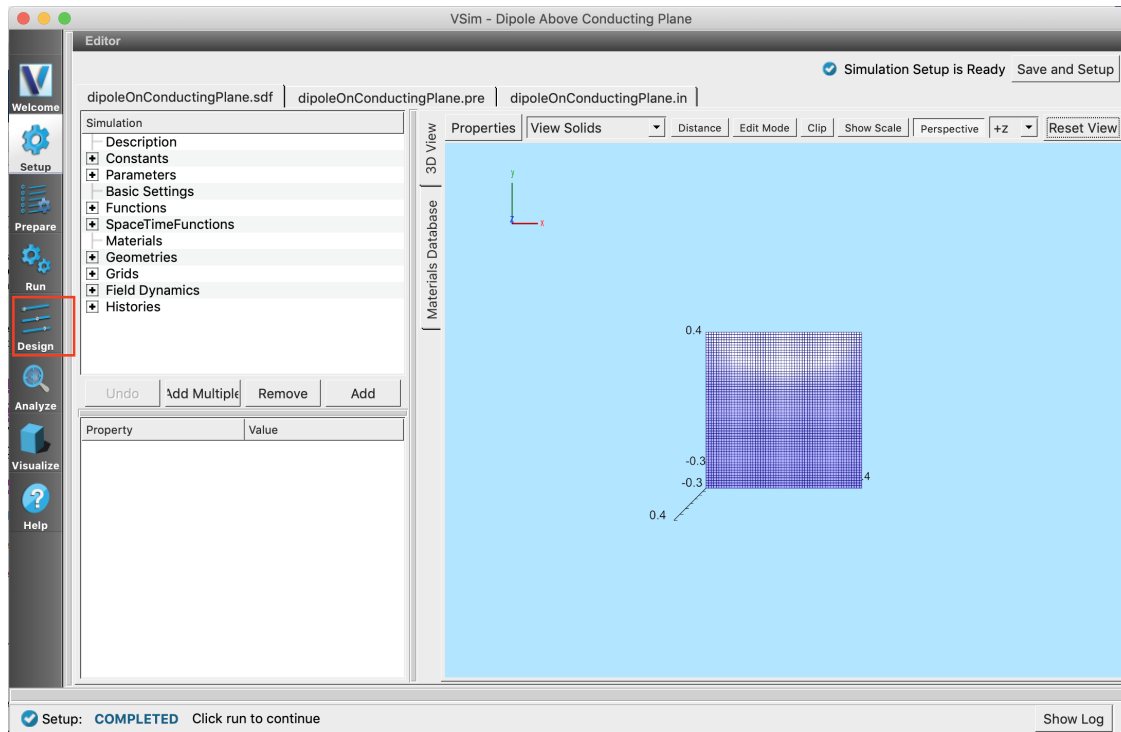 VSim - Dipole Above Conducting Plane
Editor
Simulation Setup is Ready Save and Setup
dipoleOnConductingPlane.sdf dipoleOnConductingPlane.pre dipoleOnConductingPlane.in
Welcome
Setup
Prepare
Run
Design
Analyze
Visualize
Help
Simulation
Description
Constants
Parameters
Basic Settings
Functions
SpaceTimeFunctions
Materials
Geometries
Grids
Field Dynamics
Histories
Undo Add Multiple Remove Add
Property Value
3D View
Materials Database
Properties View Solids Distance Edit Mode Clip Show Scale Perspective +Z Reset View
y
z x
0.4
-0.3
-0.3 .4
0.4
Setup: COMPLETED Click run to continue
Show Log